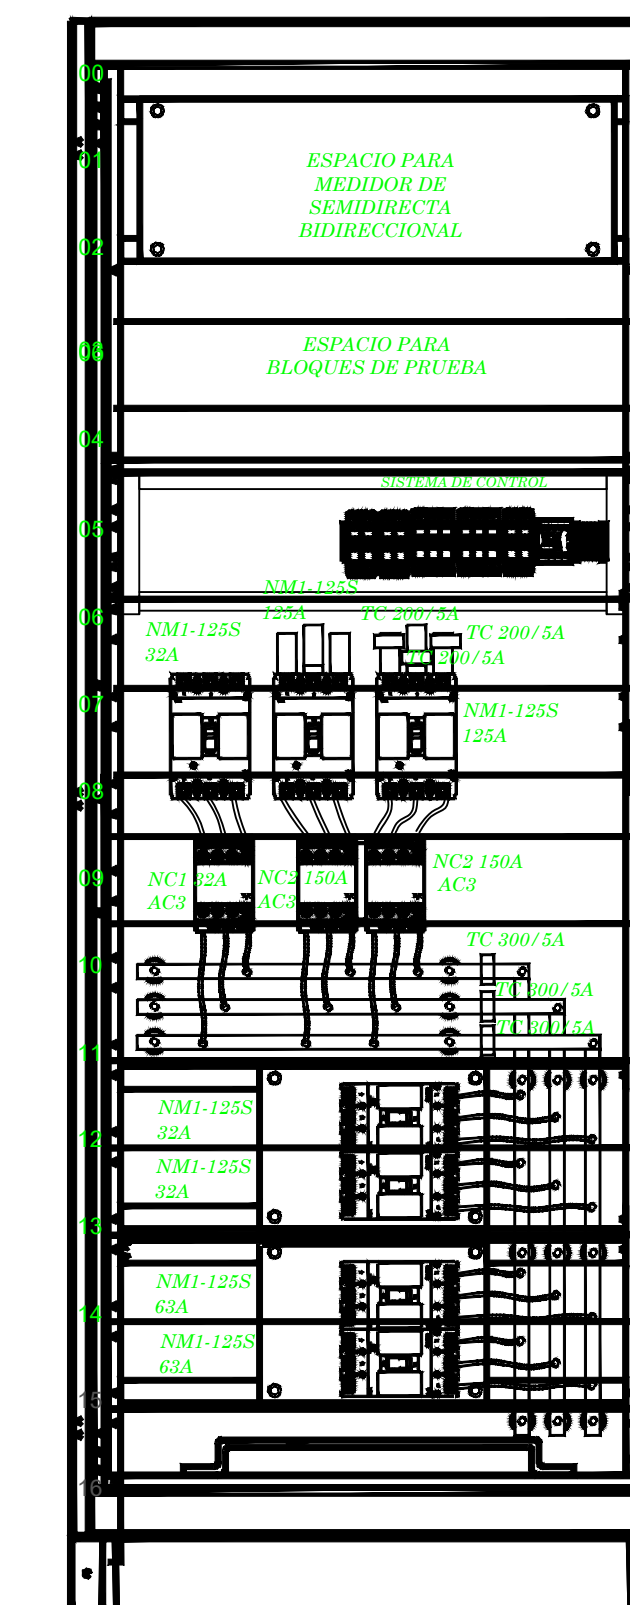 00
01
ESPACIO PARA
MEDIDOR DE
SEMIDIRECTA
BIDIRECCIONAL
02
ESPACIO PARA
BLOQUES DE PRUEBA
04
SISTEMA DE CONTROL
05
NM1-125S
125A
TC 200/5A
06
NM1-125S
32A
TC 200/5A
TC 200/5A
07
NM1-125S
125A
08
09
NC1 32A
AC3
NC2 150A
AC3
NC2 150A
AC3
TC 300/5A
10
TC 300/5A
TC 300/5A
11
NM1-125S
32A
12
NM1-125S
32A
13
NM1-125S
63A
14
NM1-125S
63A
15
16